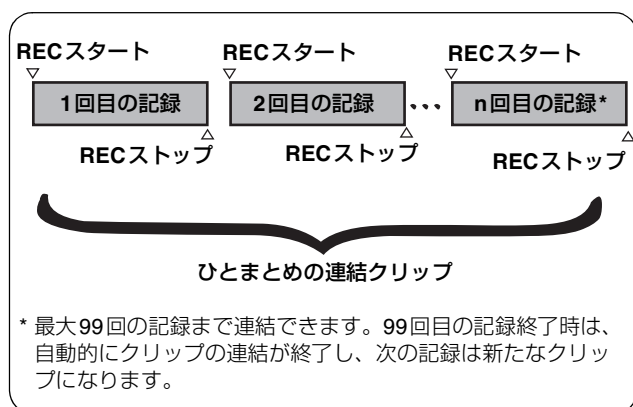 RECスタート RECスタート RECスタート
1回目の記録 2回目の記録 ・・・ n回目の記録*
RECストップ RECストップ RECストップ
ひとまとめの連結クリップ
* 最大99回の記録まで連結できます。99回目の記録終了時は、
自動的にクリップの連結が終了し、次の記録は新たなクリッ
プになります。